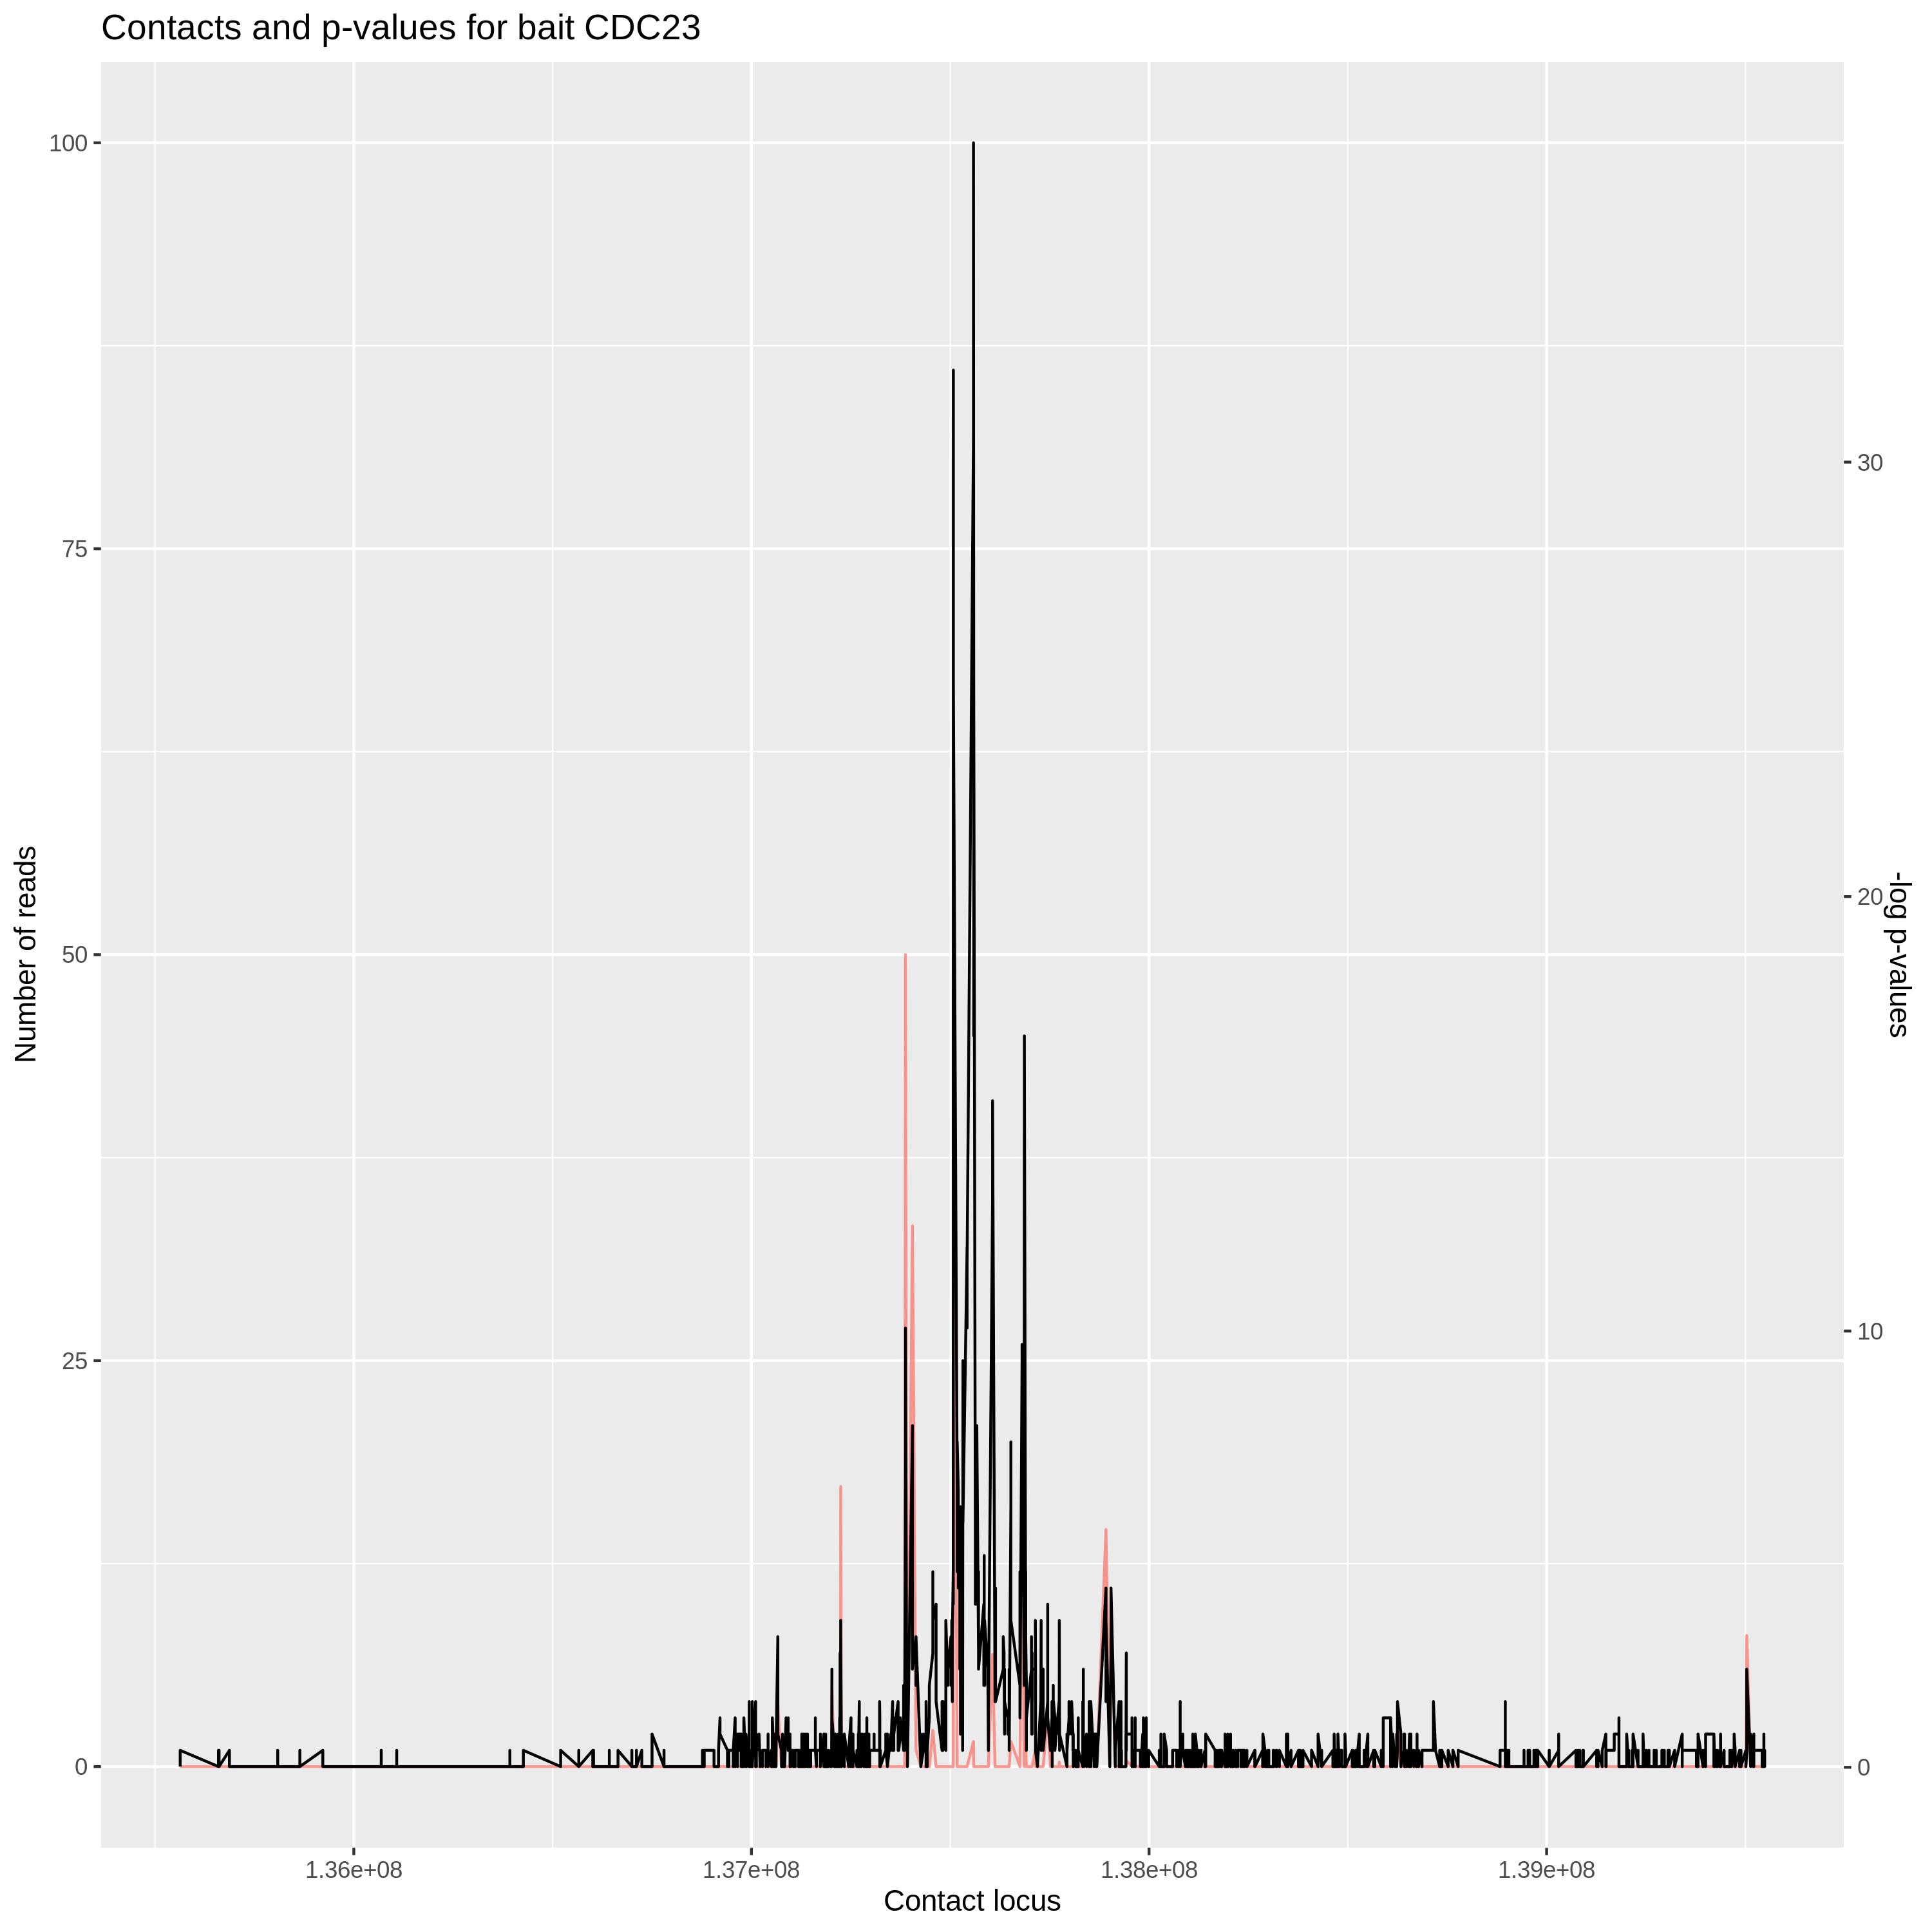 Contacts and p-values for bait CDC23
100
75
50
25
0
Number of reads
30
20
10
0
-log p-values
1.36e+08
1.37e+08
1.38e+08
1.39e+08
Contact locus